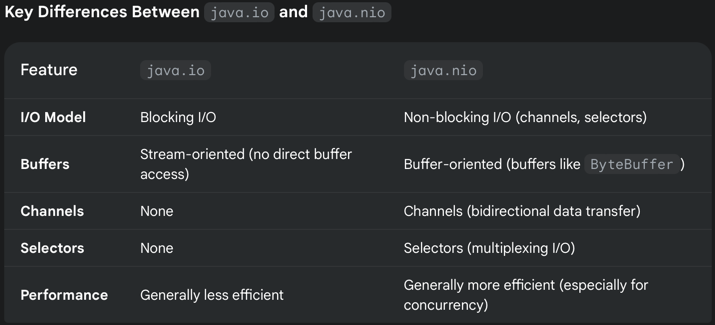 Key Differences Between java.io and java.nio
Feature java.io java.nio
I/O Model Blocking I/O Non-blocking I/O (channels, selectors)
Buffers Stream-oriented (no direct buffer access) Buffer-oriented (buffers like ByteBuffer)
Channels None Channels (bidirectional data transfer)
Selectors None Selectors (multiplexing I/O)
Performance Generally less efficient Generally more efficient (especially for concurrency)